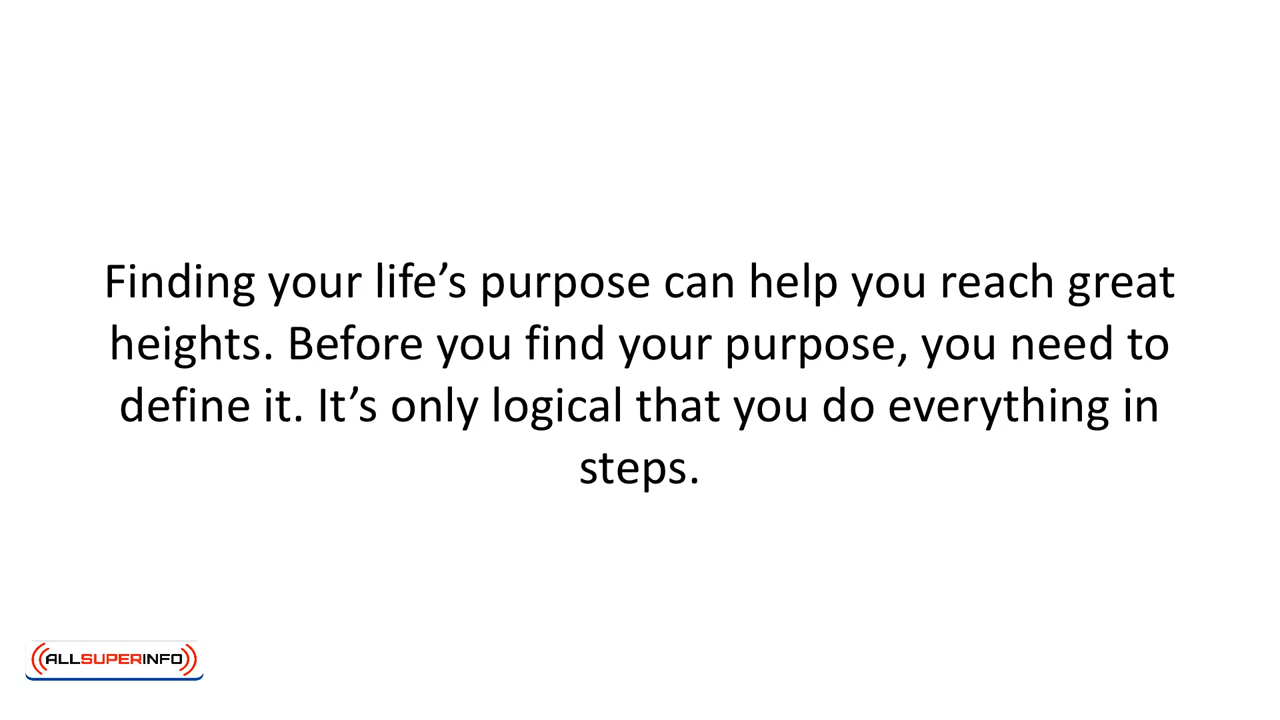 Finding your life’s purpose can help you reach great
heights. Before you find your purpose, you need to
define it. It’s only logical that you do everything in
steps.
ALLSUPERINFO